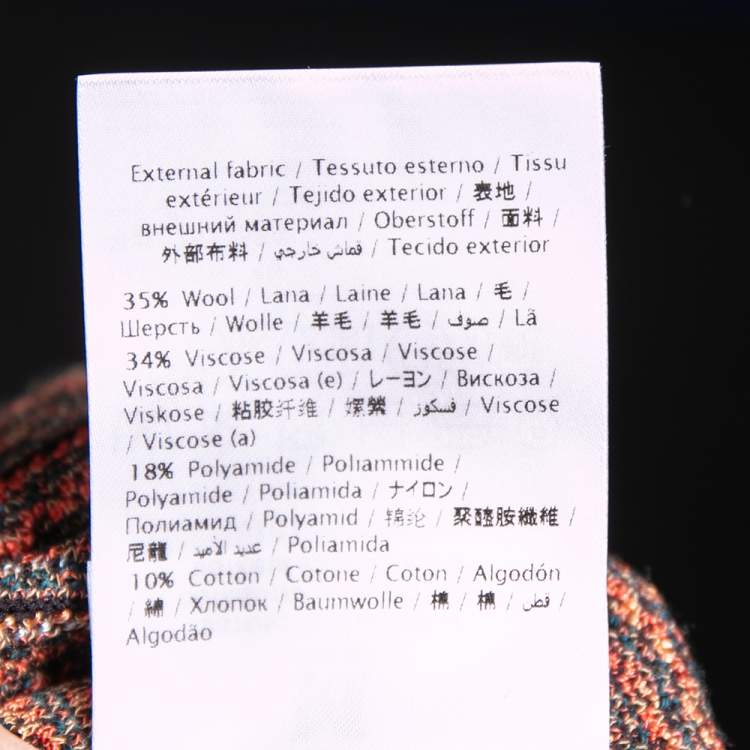 External fabric / Tessuto esterno / Tissu
extérieur / Tejido exterior / 表地 /
внешний материал / Oberstoff / 面料 /
外部布料 / قماش خارجي / Tecido exterior
35% Wool / Lana / Laine / Lana / 毛 /
Шерсть / Wolle / 羊毛 / 羊毛 / صوف / Lã
34% Viscose / Viscosa / Viscose /
Viscosa / Viscosa (e) / レーヨン / Вискоза /
Viskose / 粘胶纤维 / 嫘縈 / فسكوز / Viscose
/ Viscose (a)
18% Polyamide / Poliammide /
Polyamide / Poliamida / ナイロン /
Полиамид / Polyamid / 锦纶 / 聚醯胺纖維 /
尼龍 / عديد الأميد / Poliamida
10% Cotton / Cotone / Coton / Algodón
/ 綿 / Хлопок / Baumwolle / 棉 / 棉 / قطن /
Algodão